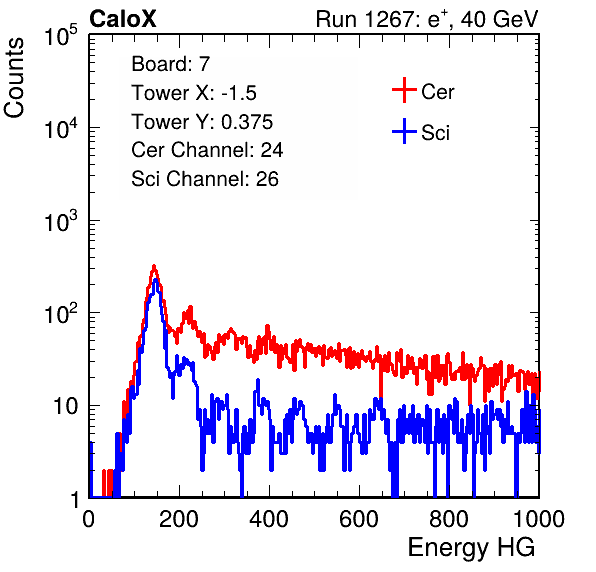 CaloX Run 1267: e⁺, 40 GeV
Counts
Board: 7
Tower X: -1.5
Tower Y: 0.375
Cer Channel: 24
Sci Channel: 26
Cer
Sci
10⁵
10⁴
10³
10²
10
1
0 200 400 600 800 1000
Energy HG